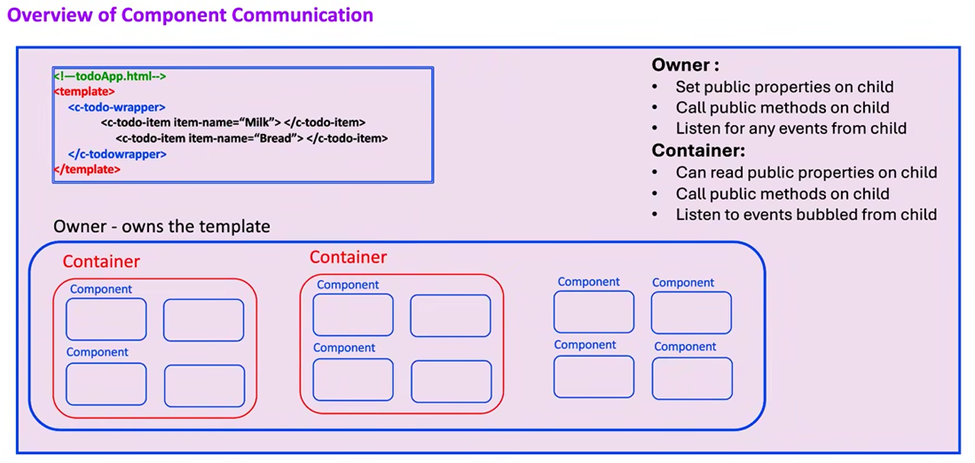 Overview of Component Communication
<!—todoApp.html-->
<template>
<c-todo-wrapper>
<c-todo-item item-name=“Milk”> </c-todo-item>
<c-todo-item item-name=“Bread”> </c-todo-item>
</c-todowrapper>
</template>
Owner :
• Set public properties on child
• Call public methods on child
• Listen for any events from child
Container:
• Can read public properties on child
• Call public methods on child
• Listen to events bubbled from child
Owner - owns the template
Container
Component
Component
Container
Component
Component
Component
Component
Component
Component